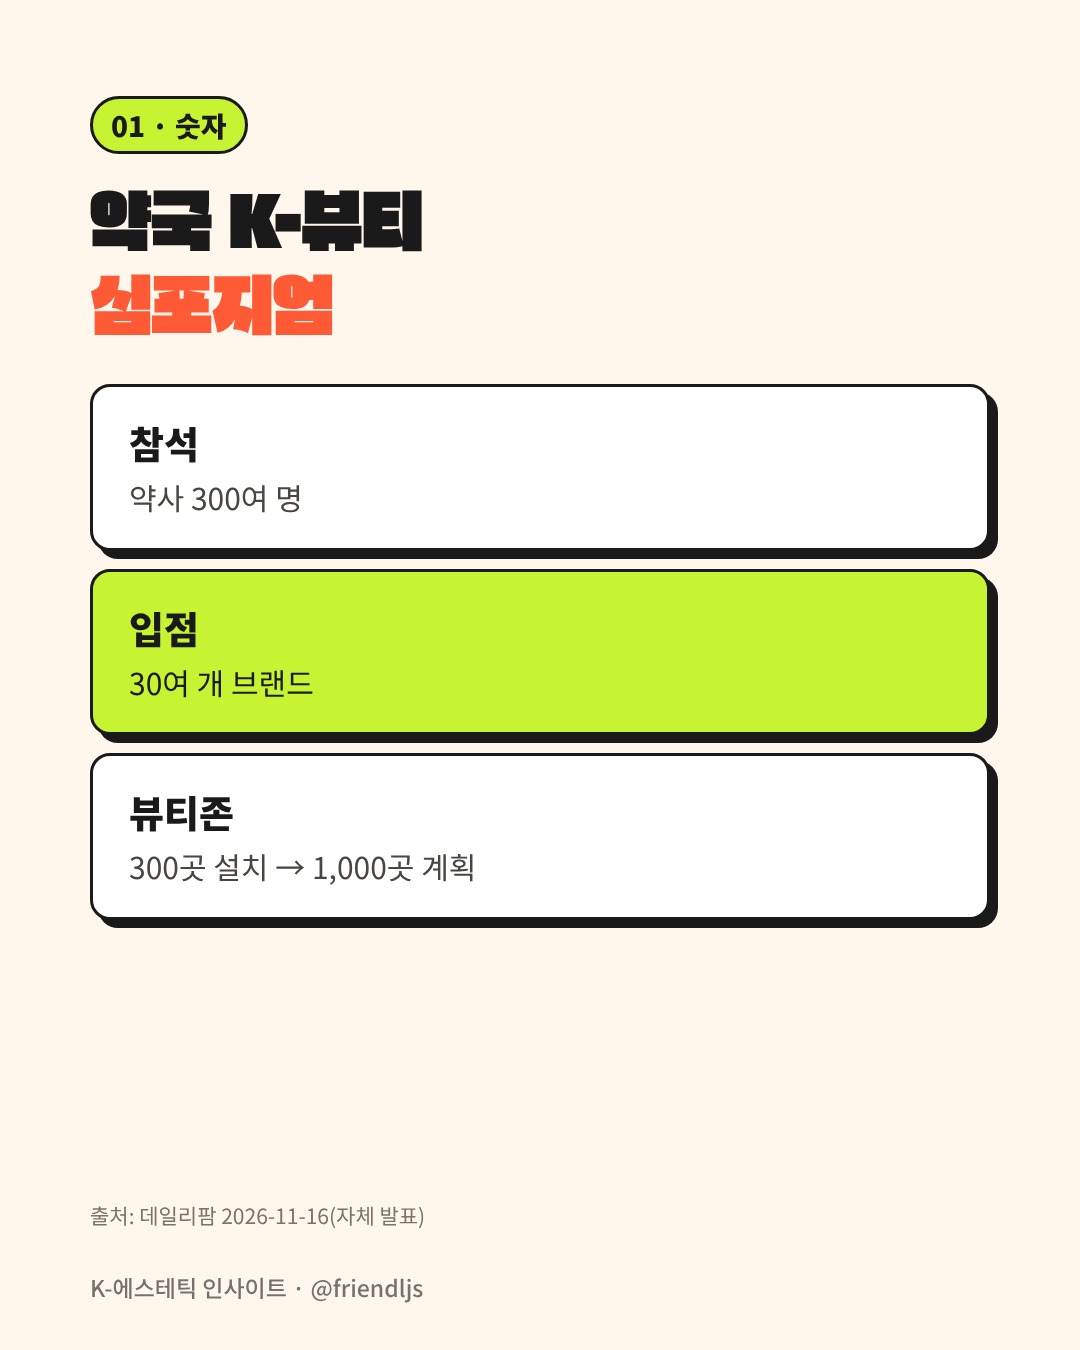 01 · 숫자
약국 K-뷰티
심포지엄
참석
약사 300여 명
입점
30여 개 브랜드
뷰티존
300곳 설치 → 1,000곳 계획
출처: 데일리팜 2026-11-16(자체 발표)
K-에스테틱 인사이트 · @friendljs